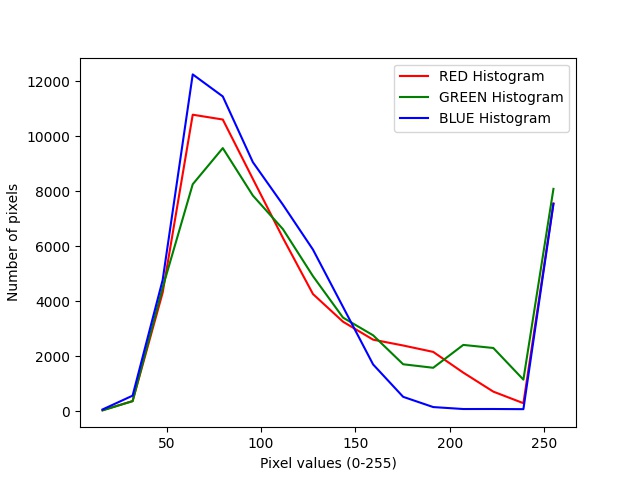 RED Histogram
GREEN Histogram
BLUE Histogram
12000
10000
8000
6000
4000
2000
0
Number of pixels
50 100 150 200 250
Pixel values (0-255)